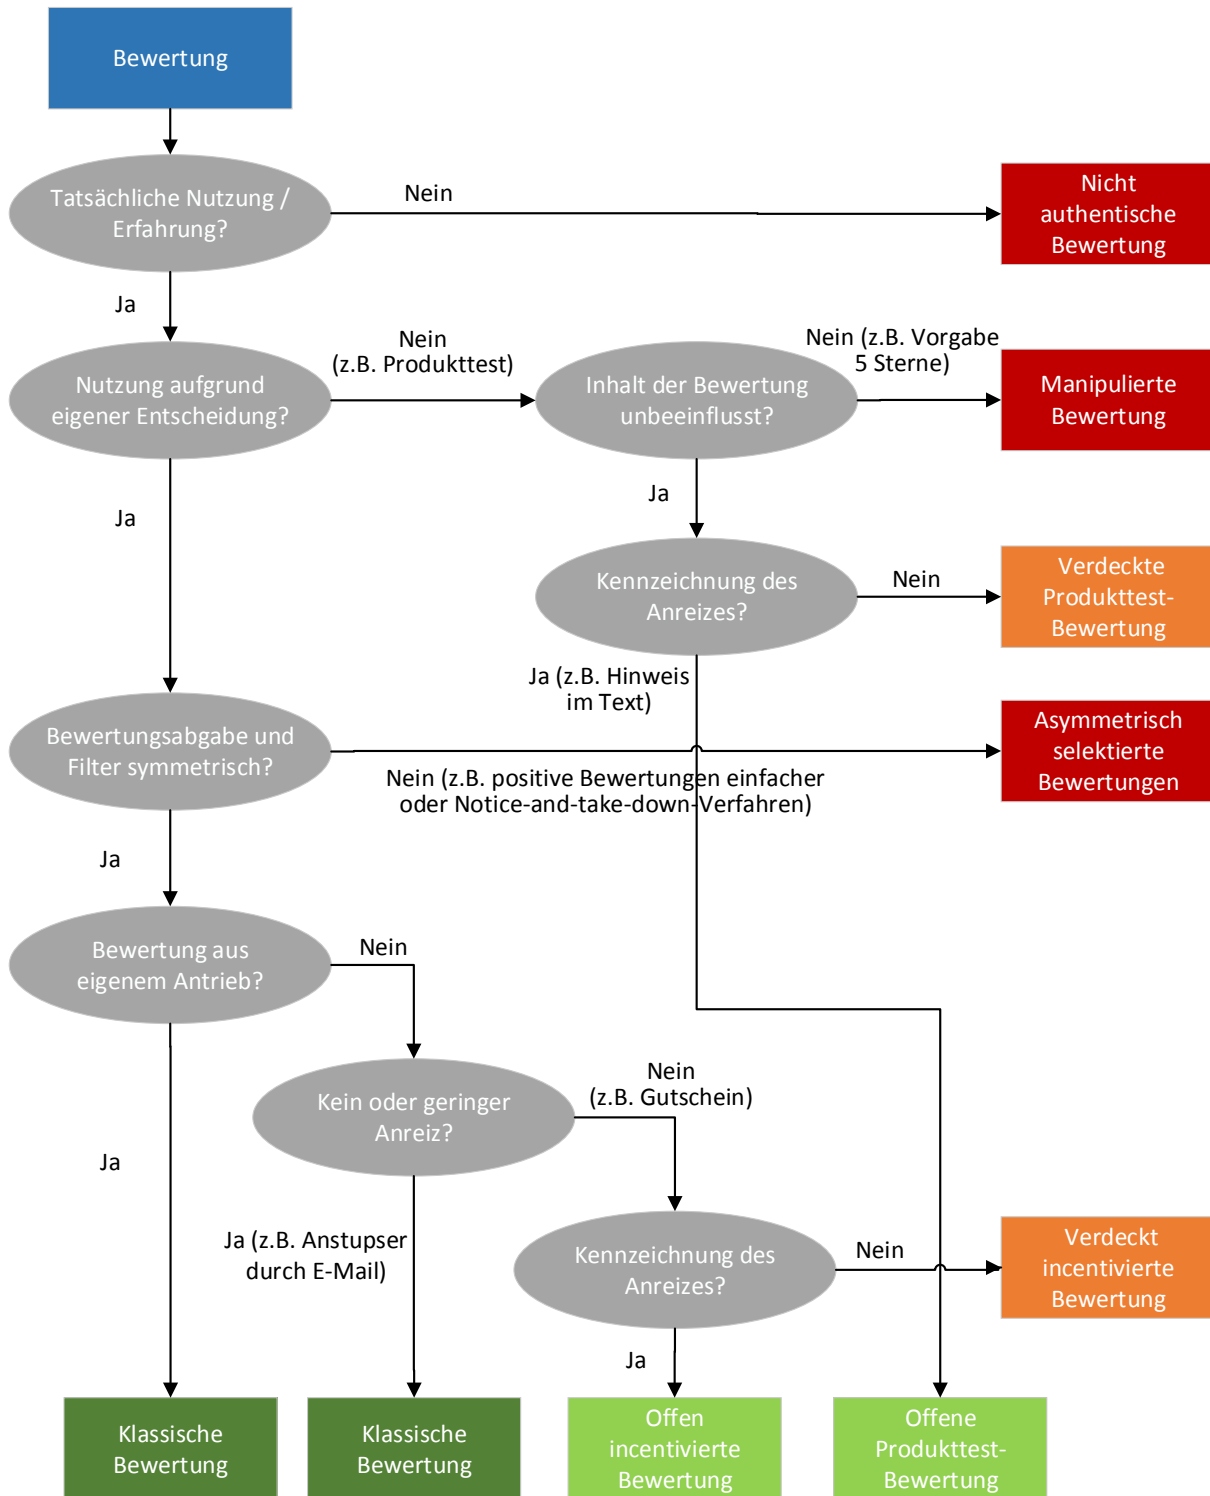 Bewertung
Tatsächliche Nutzung /
Erfahrung?
Nein
Nicht
authentische
Bewertung
Ja
Nutzung aufgrund
eigener Entscheidung?
Nein
(z.B. Produkttest)
Inhalt der Bewertung
unbeeinflusst?
Nein (z.B. Vorgabe
5 Sterne)
Manipulierte
Bewertung
Ja
Ja
Kennzeichnung des
Anreizes?
Nein
Verdeckte
Produkttest-
Bewertung
Ja (z.B. Hinweis
im Text)
Bewertungsabgabe und
Filter symmetrisch?
Nein (z.B. positive Bewertungen einfacher
oder Notice-and-take-down-Verfahren)
Asymmetrisch
selektierte
Bewertungen
Ja
Bewertung aus
eigenem Antrieb?
Nein
Kein oder geringer
Anreiz?
Nein
(z.B. Gutschein)
Ja
Ja (z.B. Anstupser
durch E-Mail)
Kennzeichnung des
Anreizes?
Nein
Verdeckt
incentivierte
Bewertung
Ja
Klassische
Bewertung
Klassische
Bewertung
Offen
incentivierte
Bewertung
Offene
Produkttest-
Bewertung